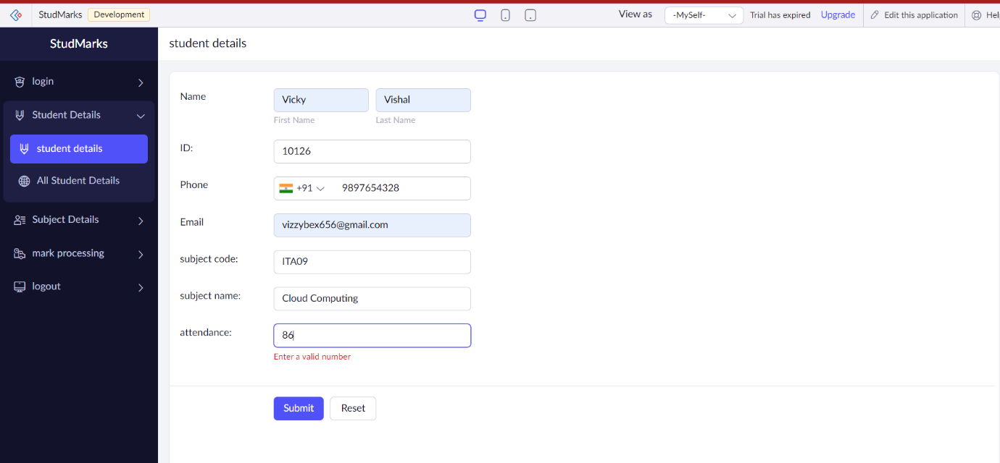 StudMarks Development View as -MySelf- Trial has expired Upgrade Edit this application
StudMarks
student details
login
Student Details
student details
All Student Details
Subject Details
mark processing
logout
Name Vicky Vishal
First Name Last Name
ID: 10126
Phone +91 9897654328
Email vizzybex656@gmail.com
subject code: ITA09
subject name: Cloud Computing
attendance: 86
Enter a valid number
Submit Reset